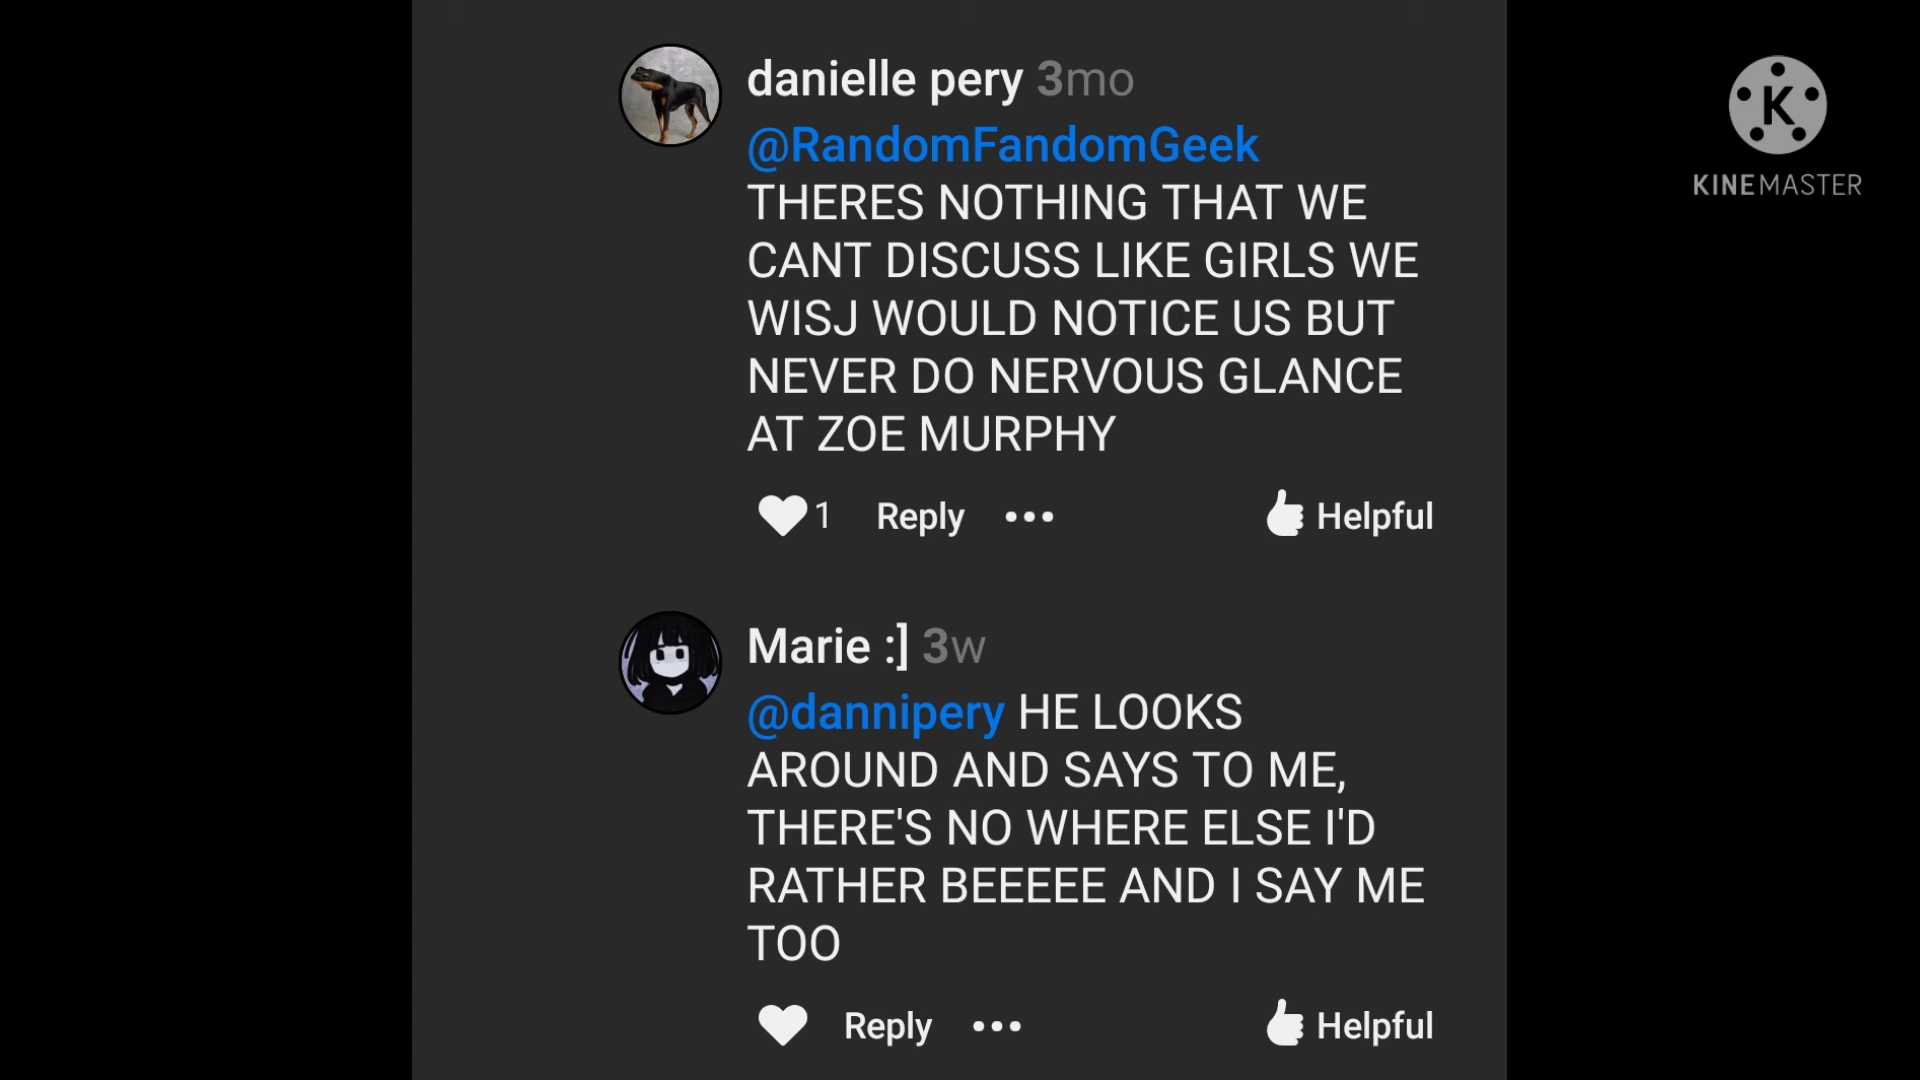 danielle pery 3mo
@RandomFandomGeek
THERES NOTHING THAT WE
CANT DISCUSS LIKE GIRLS WE
WISJ WOULD NOTICE US BUT
NEVER DO NERVOUS GLANCE
AT ZOE MURPHY
1 Reply ••• Helpful
Marie :] 3w
@dannipery HE LOOKS
AROUND AND SAYS TO ME,
THERE'S NO WHERE ELSE I'D
RATHER BEEEEE AND I SAY ME
TOO
Reply ••• Helpful
K
KINEMASTER